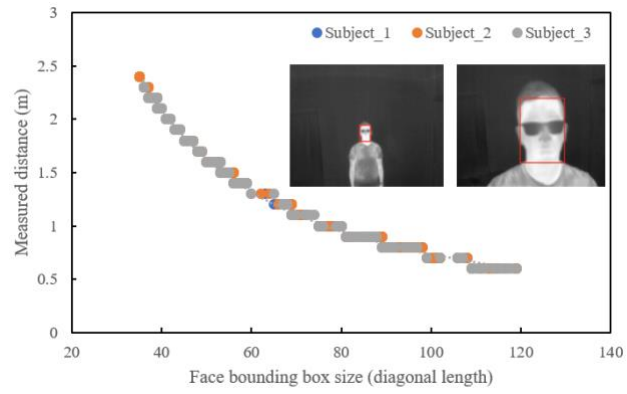 3
Subject_1 Subject_2 Subject_3
2.5
2
1.5
1
0.5
0
Measured distance (m)
20 40 60 80 100 120 140
Face bounding box size (diagonal length)